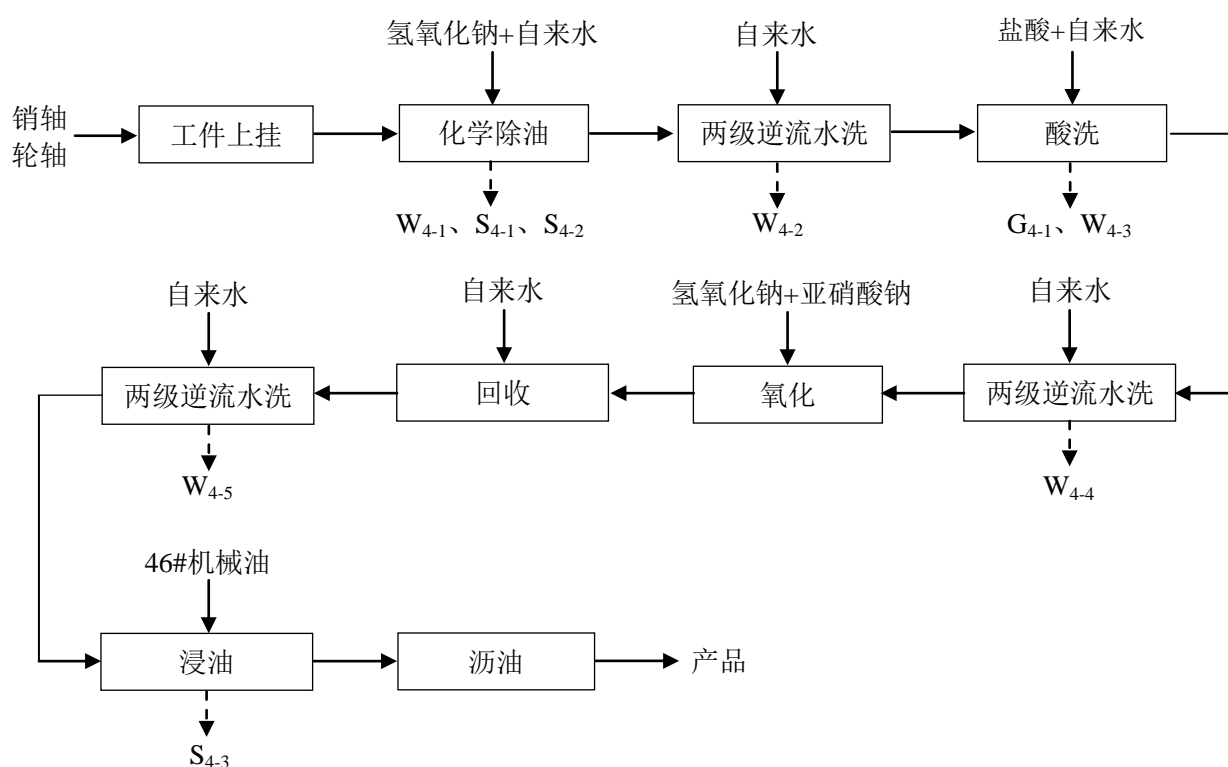 氢氧化钠+自来水
自来水
盐酸+自来水
销轴
轮轴
工件上挂
化学除油
两级逆流水洗
酸洗
W4-1、S4-1、S4-2
W4-2
G4-1、W4-3
自来水
自来水
氢氧化钠+亚硝酸钠
自来水
两级逆流水洗
回收
氧化
两级逆流水洗
W4-5
W4-4
46#机械油
浸油
沥油
产品
S4-3